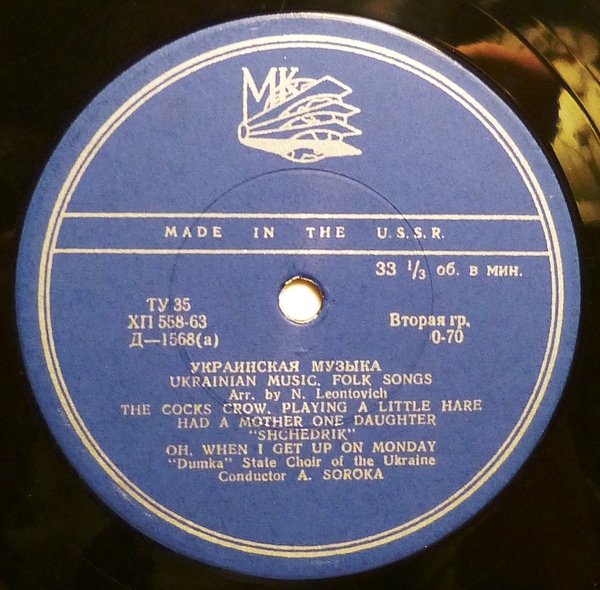 МК
MADE IN THE U.S.S.R.
33 1/3 об. в мин.
ТУ 35
ХП 558-63
Д—1568(а)
Вторая гр.
0-70
УКРАИНСКАЯ МУЗЫКА
UKRAINIAN MUSIC. FOLK SONGS
Arr. by N. Leontovich
THE COCKS CROW. PLAYING A LITTLE HARE
HAD A MOTHER ONE DAUGHTER
"SHCHEDRIK"
OH, WHEN I GET UP ON MONDAY
"Dumka" State Choir of the Ukraine
Conductor A. SOROKA